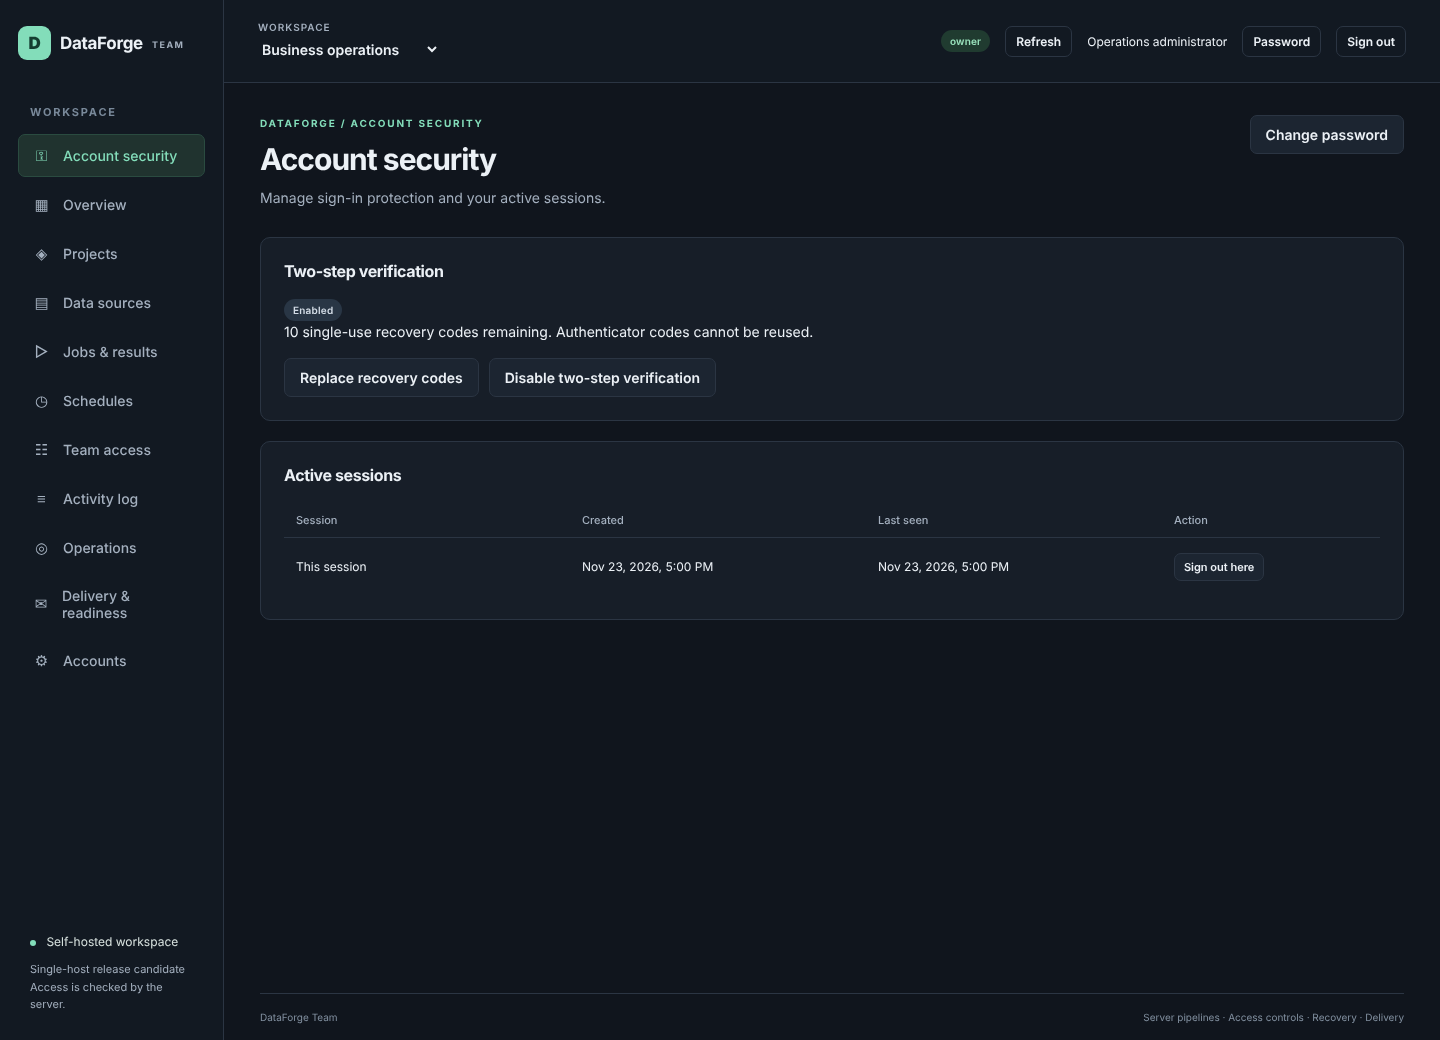 D DataForge TEAM
WORKSPACE
Account security
Overview
Projects
Data sources
Jobs & results
Schedules
Team access
Activity log
Operations
Delivery &
readiness
Accounts
Self-hosted workspace
Single-host release candidate
Access is checked by the
server.
WORKSPACE
Business operations
owner
Refresh
Operations administrator
Password
Sign out
DATAFORGE / ACCOUNT SECURITY
Account security
Manage sign-in protection and your active sessions.
Change password
Two-step verification
Enabled
10 single-use recovery codes remaining. Authenticator codes cannot be reused.
Replace recovery codes
Disable two-step verification
Active sessions
Session Created Last seen Action
This session Nov 23, 2026, 5:00 PM Nov 23, 2026, 5:00 PM Sign out here
DataForge Team
Server pipelines · Access controls · Recovery · Delivery